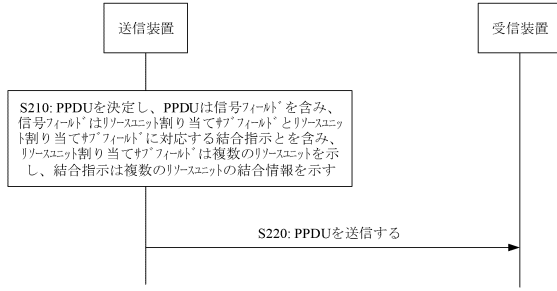 送信装置
受信装置
S210: PPDUを決定し、PPDUは信号ﾌｨｰﾙﾄﾞを含み、
信号ﾌｨｰﾙﾄﾞはﾘｿｰｽﾕﾆｯﾄ割り当てｻﾌﾞﾌｨｰﾙﾄﾞとﾘｿｰｽﾕﾆｯ
ﾄ割り当てｻﾌﾞﾌｨｰﾙﾄﾞに対応する結合指示とを含み、
ﾘｿｰｽﾕﾆｯﾄ割り当てｻﾌﾞﾌｨｰﾙﾄﾞは複数のﾘｿｰｽﾕﾆｯﾄを示
し、結合指示は複数のﾘｿｰｽﾕﾆｯﾄの結合情報を示す
S220: PPDUを送信する